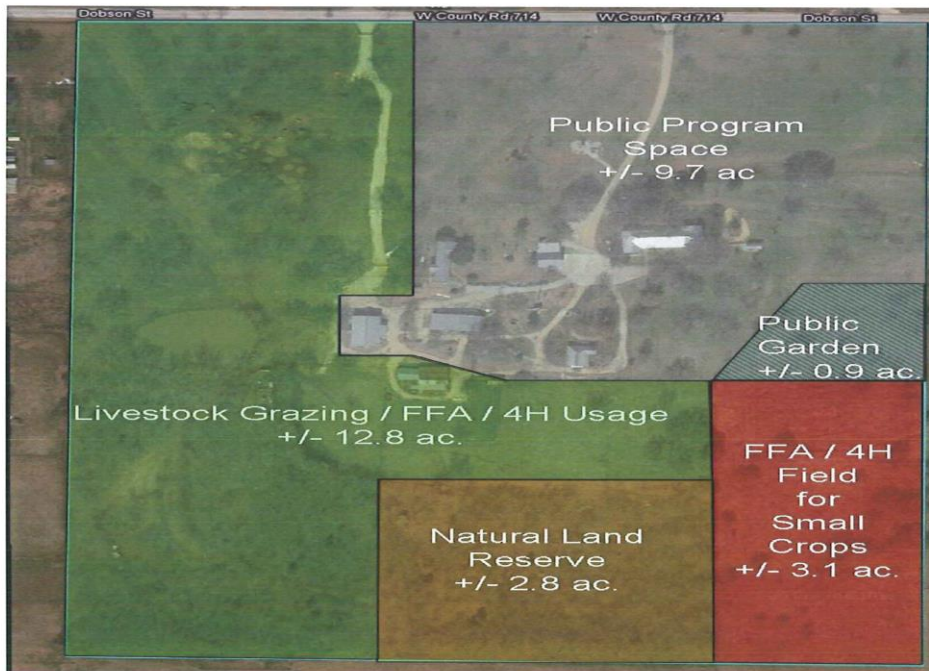 Dobson St
W County Rd 714
W County Rd 714
Dobson St
Public Program
Space
+/- 9.7 ac
Public
Garden
+/- 0.9 ac.
Livestock Grazing / FFA / 4H Usage
+/- 12.8 ac.
FFA / 4H
Field
for
Small
Crops
+/- 3.1 ac.
Natural Land
Reserve
+/- 2.8 ac.